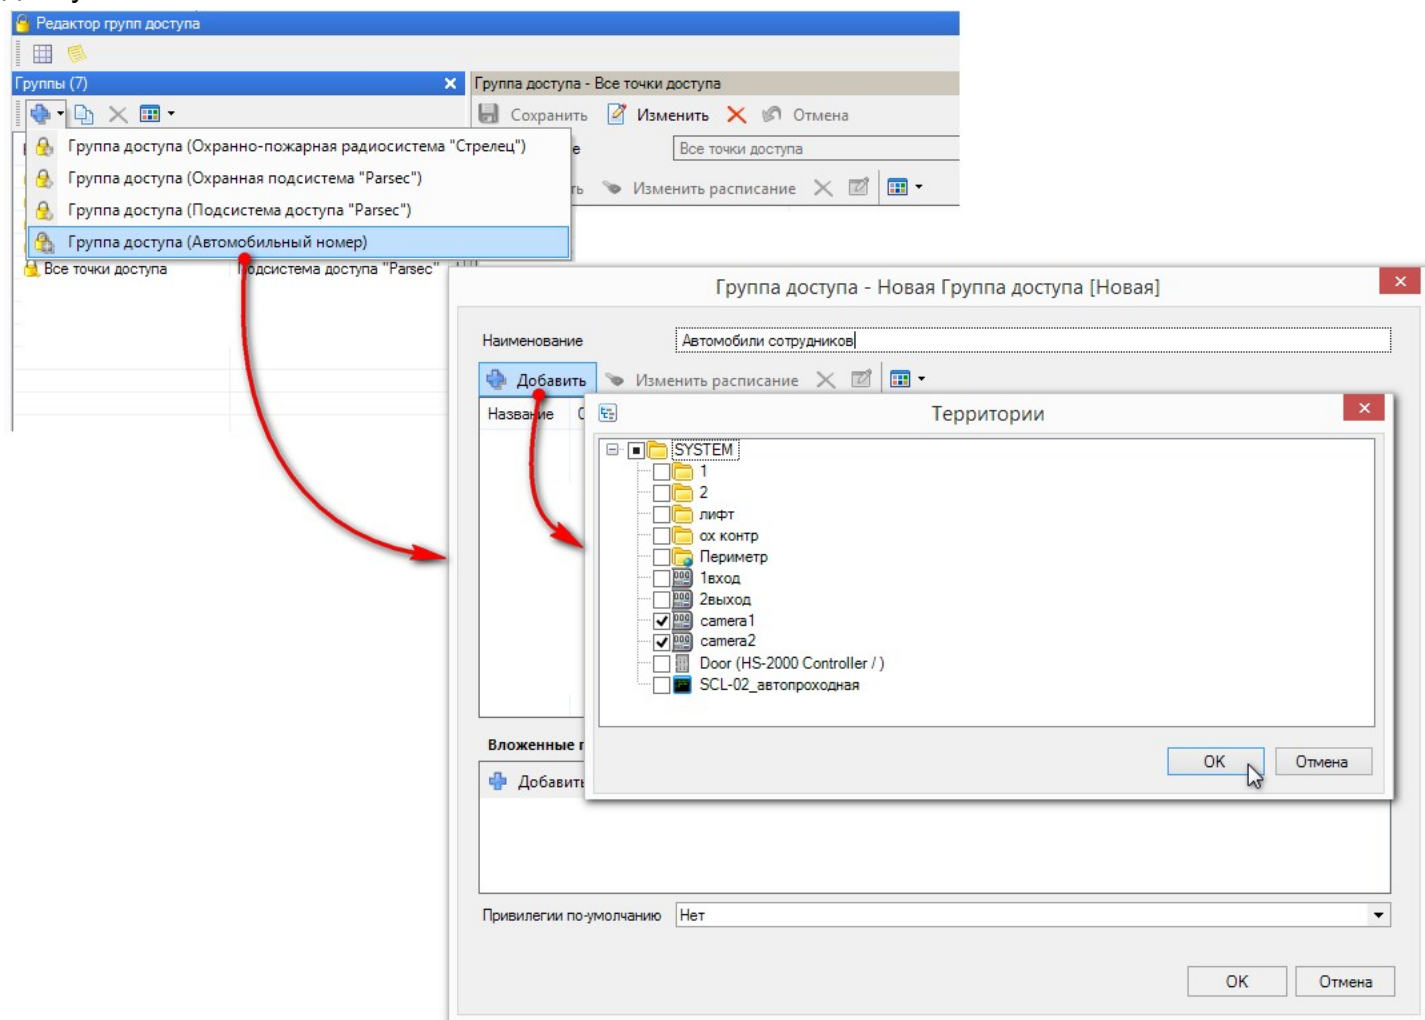 Редактор групп доступа
Группы (7)
Группа доступа - Все точки доступа
Сохранить Изменить Отмена
Группа доступа (Охранно-пожарная радиосистема "Стрелец")
е Все точки доступа
Группа доступа (Охранная подсистема "Parsec")
ть Изменить расписание
Группа доступа (Подсистема доступа "Parsec")
Группа доступа (Автомобильный номер)
Все точки доступа Подсистема доступа "Parsec"
Группа доступа - Новая Группа доступа [Новая]
Наименование Автомобили сотрудников
Добавить Изменить расписание
Название
Территории
SYSTEM
1
2
лифт
ох контр
Периметр
1вход
2выход
camera1
camera2
Door (HS-2000 Controller / )
SCL-02_автопроходная
Вложенные
OK Отмена
Добавить
Привилегии по-умолчанию Нет
OK Отмена